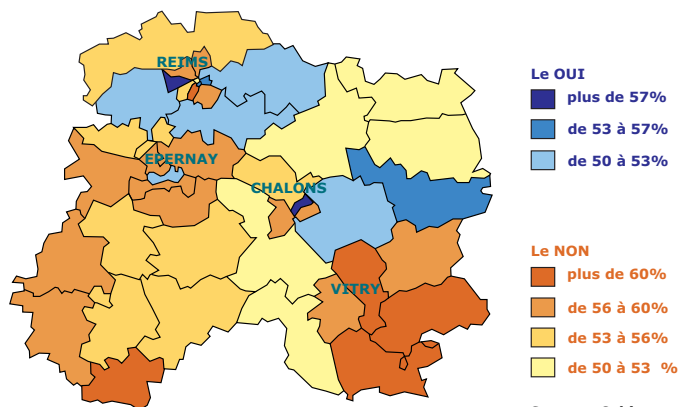 REIMS
EPERNAY
CHALONS
VITRY
Le OUI
plus de 57%
de 53 à 57%
de 50 à 53%
Le NON
plus de 60%
de 56 à 60%
de 53 à 56%
de 50 à 53 %